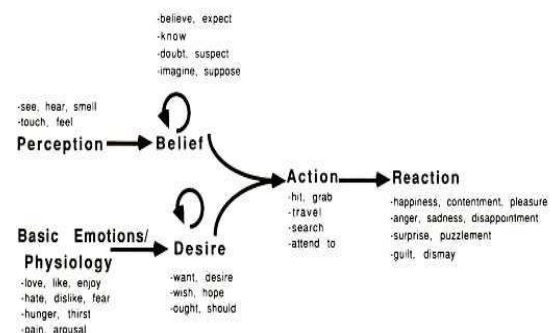 -believe, expect
-know
-doubt, suspect
-imagine, suppose
-see, hear, smell
-touch, feel
Perception
Belief
Action
-hit, grab
-travel
-search
-attend to
Reaction
-happiness, contentment, pleasure
-anger, sadness, disappointment
-surprise, puzzlement
-guilt, dismay
Basic Emotions/
Physiology
-love, like, enjoy
-hate, dislike, fear
-hunger, thirst
-pain, arousal
Desire
-want, desire
-wish, hope
-ought, should